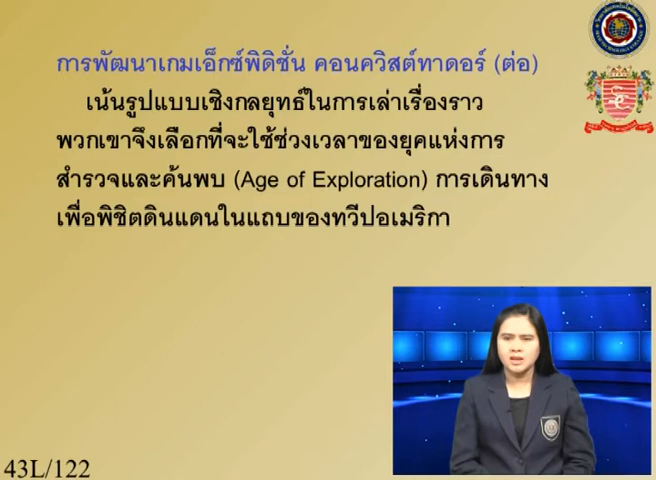 การพัฒนาเกมเอ็กซ์พิดิชั่น คอนควิสต์ทาดอร์ (ต่อ)
เน้นรูปแบบเชิงกลยุทธ์ในการเล่าเรื่องราว
พวกเขาจึงเลือกที่จะใช้ช่วงเวลาของยุคแห่งการ
สำรวจและค้นพบ (Age of Exploration) การเดินทาง
เพื่อพิชิตดินแดนในแถบของทวีปอเมริกา
43L/122